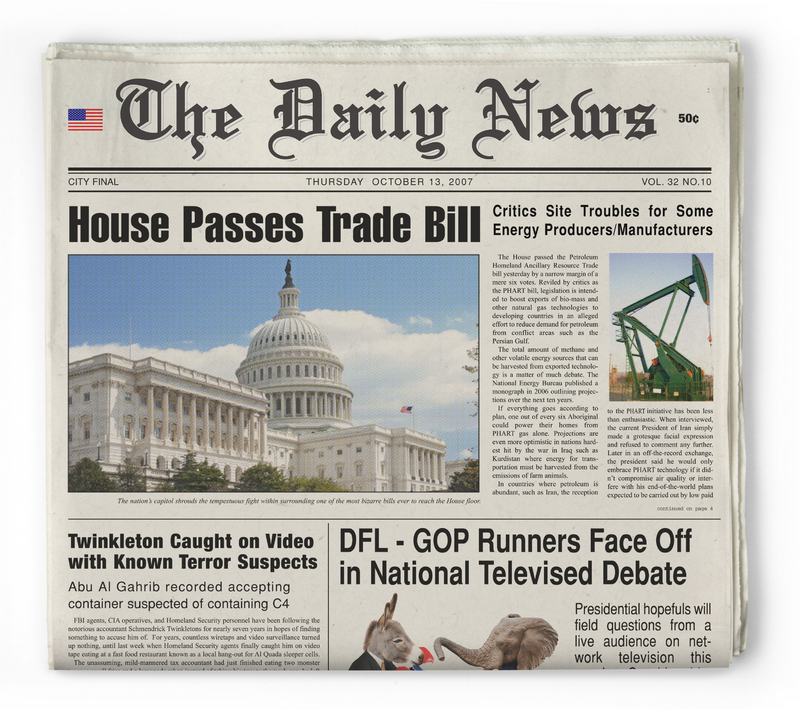 The Daily News
50¢
CITY FINAL
THURSDAY OCTOBER 13, 2007
VOL. 32 NO.10
House Passes Trade Bill
Critics Site Troubles for Some
Energy Producers/Manufacturers
The House passed the Petroleum
Homeland Ancillary Resource Trade
bill yesterday by a narrow margin of a
mere six votes. Reviled by critics as
the PHART bill, legislation is intend-
ed to boost exports of bio-mass and
other natural gas technologies to
developing countries in an alleged
effort to reduce demand for petroleum
from conflict areas such as the
Persian Gulf.
The total amount of methane and
other volatile energy sources that can
be harvested from exported technolo-
gy is a matter of much debate. The
National Energy Bureau published a
monograph in 2006 outlining projec-
tions over the next ten years.
If everything goes according to
plan, one out of every six Aboriginal
could power their homes from
PHART gas alone. Projections are
even more optimistic in nations hard-
est hit by the war in Iraq such as
Kurdistan where energy for trans-
portation must be harvested from the
emissions of farm animals.
In countries where petroleum is
abundant, such as Iran, the reception
to the PHART initiative has been less
than enthusiastic. When interviewed,
the current President of Iran simply
made a grotesque facial expression
and refused to comment any further.
Later in an off-the-record exchange,
the president said he would only
embrace PHART technology if it did-
n't compromise air quality or inter-
fere with his end-of-the-world plans
expected to be carried out by low paid
continued on page 4
The nation's capitol shrouds the tempestuous fight within surrounding one of the most bizarre bills ever to reach the House floor.
Twinkleton Caught on Video
with Known Terror Suspects
Abu Al Gahrib recorded accepting
container suspected of containing C4
FBI agents, CIA operatives, and Homeland Security personnel have been following the
notorious accountant Schmendrick Twinkletons for nearly seven years in hopes of finding
something to accuse him of. For years, countless wiretaps and video surveillance turned
up nothing, until last week when Homeland Security agents finally caught him on video
tape eating at a fast food restaurant known as a local hang-out for Al Quada sleeper cells.
The unassuming, mild-mannered tax accountant had just finished eating two monster
DFL - GOP Runners Face Off
in National Televised Debate
Presidential hopefuls will
field questions from a
live audience on net-
work television this